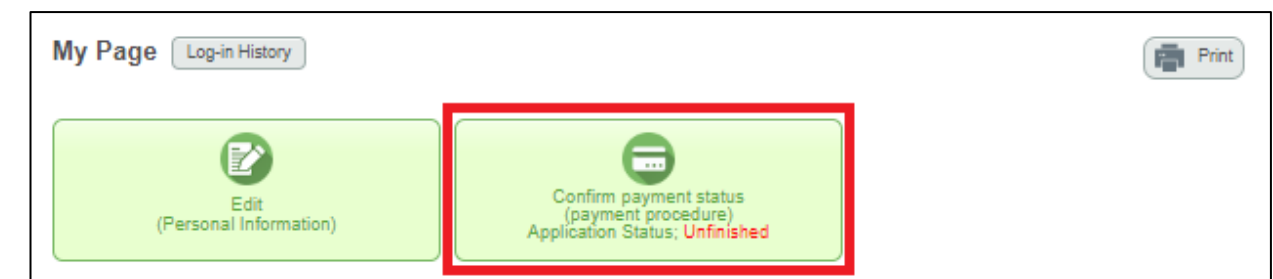 My Page
Log-in History
Print
Edit
(Personal Information)
Confirm payment status
(payment procedure)
Application Status; Unfinished